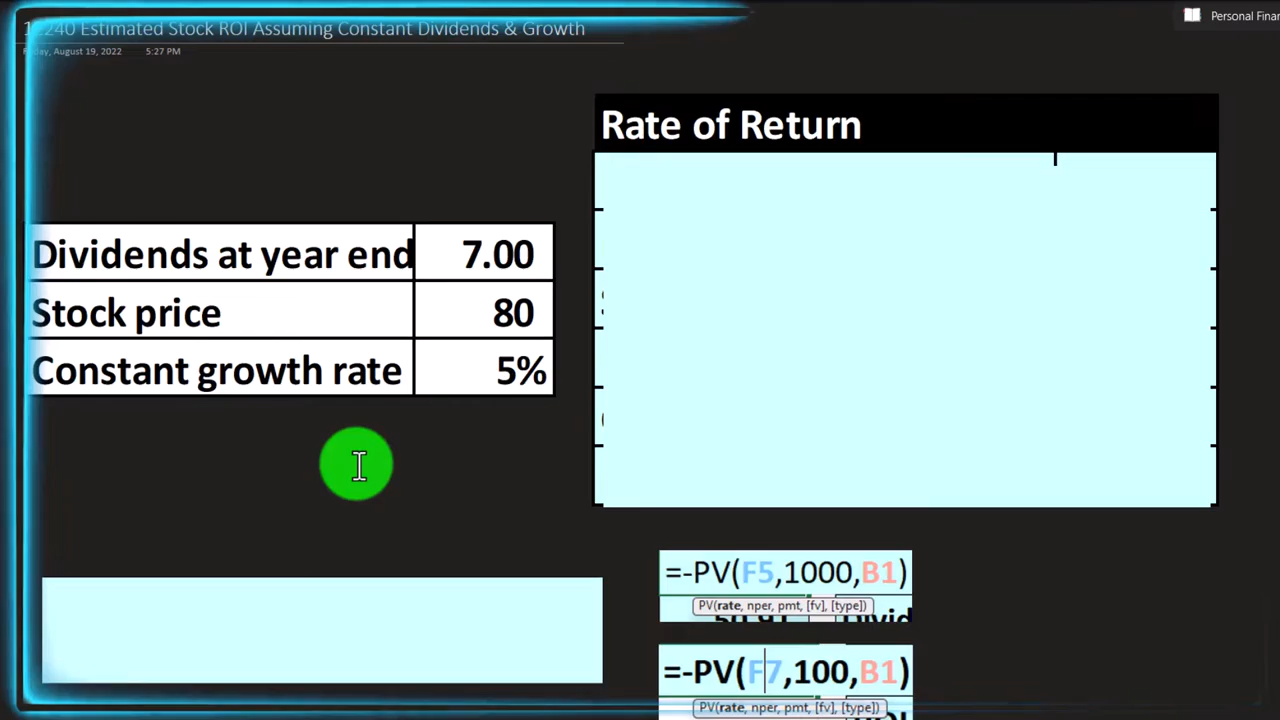 Estimated Stock ROI Assuming Constant Dividends & Growth
Personal Finan
Friday, August 19, 2022 5:27 PM
Rate of Return
Dividends at year end 7.00
Stock price 80
Constant growth rate 5%
=-PV(F5,1000,B1)
PV(rate, nper, pmt, [fv], [type])
=-PV(F7,100,B1)
PV(rate, nper, pmt, [fv], [type])